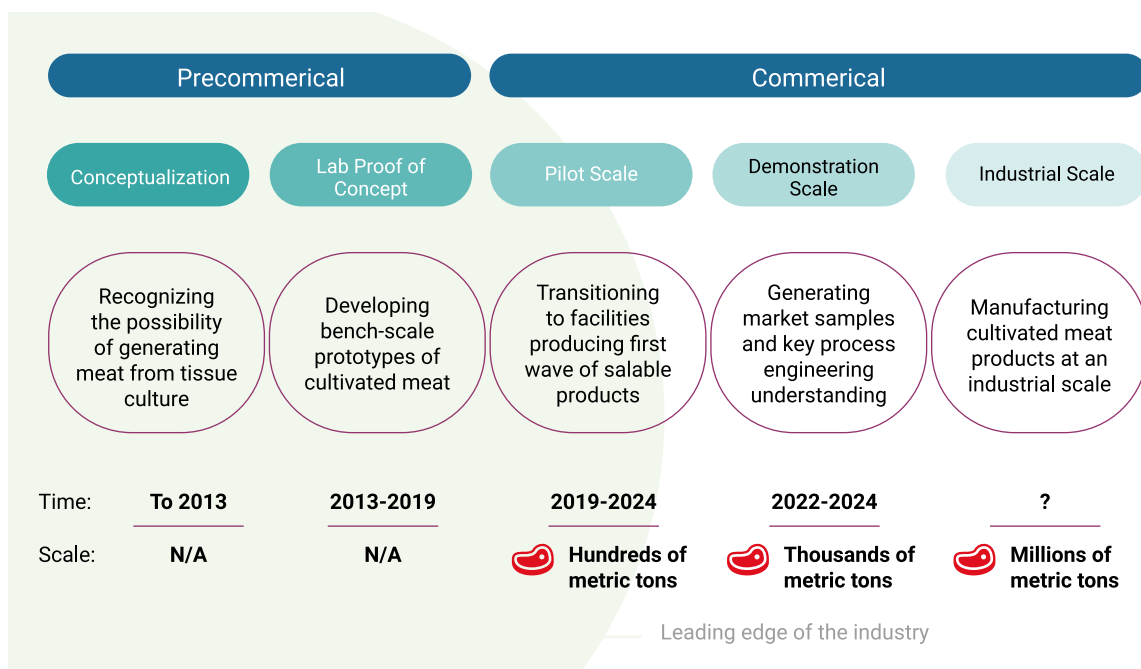 Precommerical
Commerical
Conceptualization
Lab Proof of
Concept
Pilot Scale
Demonstration
Scale
Industrial Scale
Recognizing
the possibility
of generating
meat from tissue
culture
Developing
bench-scale
prototypes of
cultivated meat
Transitioning
to facilities
producing first
wave of salable
products
Generating
market samples
and key process
engineering
understanding
Manufacturing
cultivated meat
products at an
industrial scale
Time:
To 2013
2013-2019
2019-2024
2022-2024
?
Scale:
N/A
N/A
Hundreds of
metric tons
Thousands of
metric tons
Millions of
metric tons
Leading edge of the industry